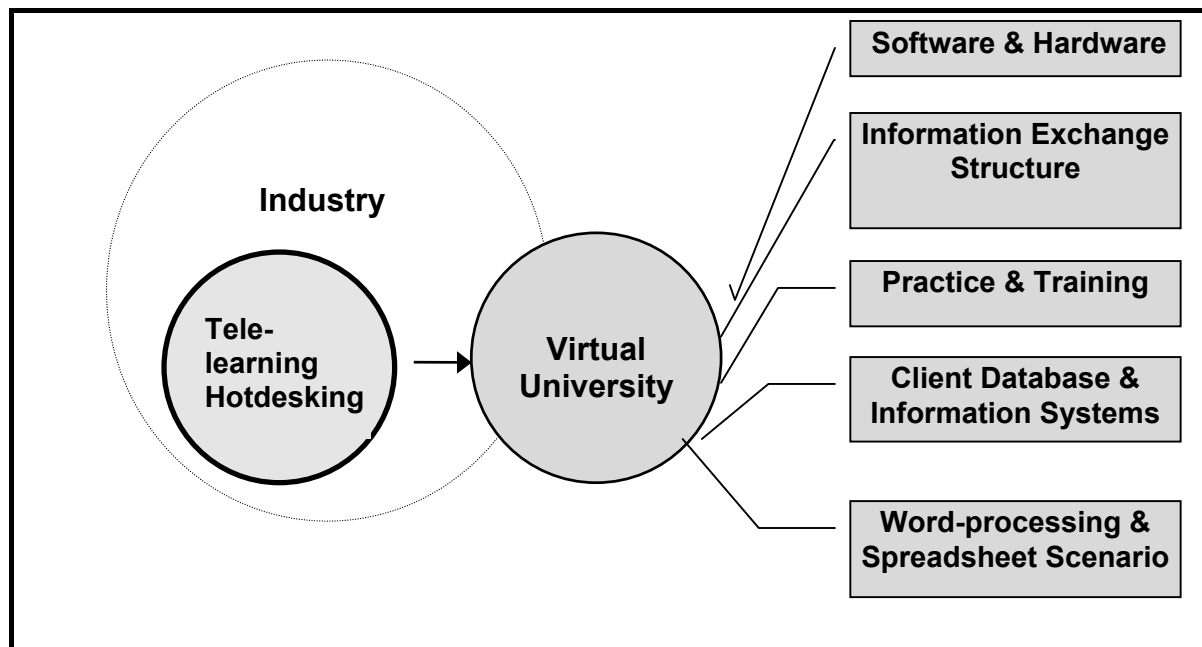 Industry
Tele-
learning
Hotdesking
Virtual
University
Software & Hardware
Information Exchange
Structure
Practice & Training
Client Database &
Information Systems
Word-processing &
Spreadsheet Scenario